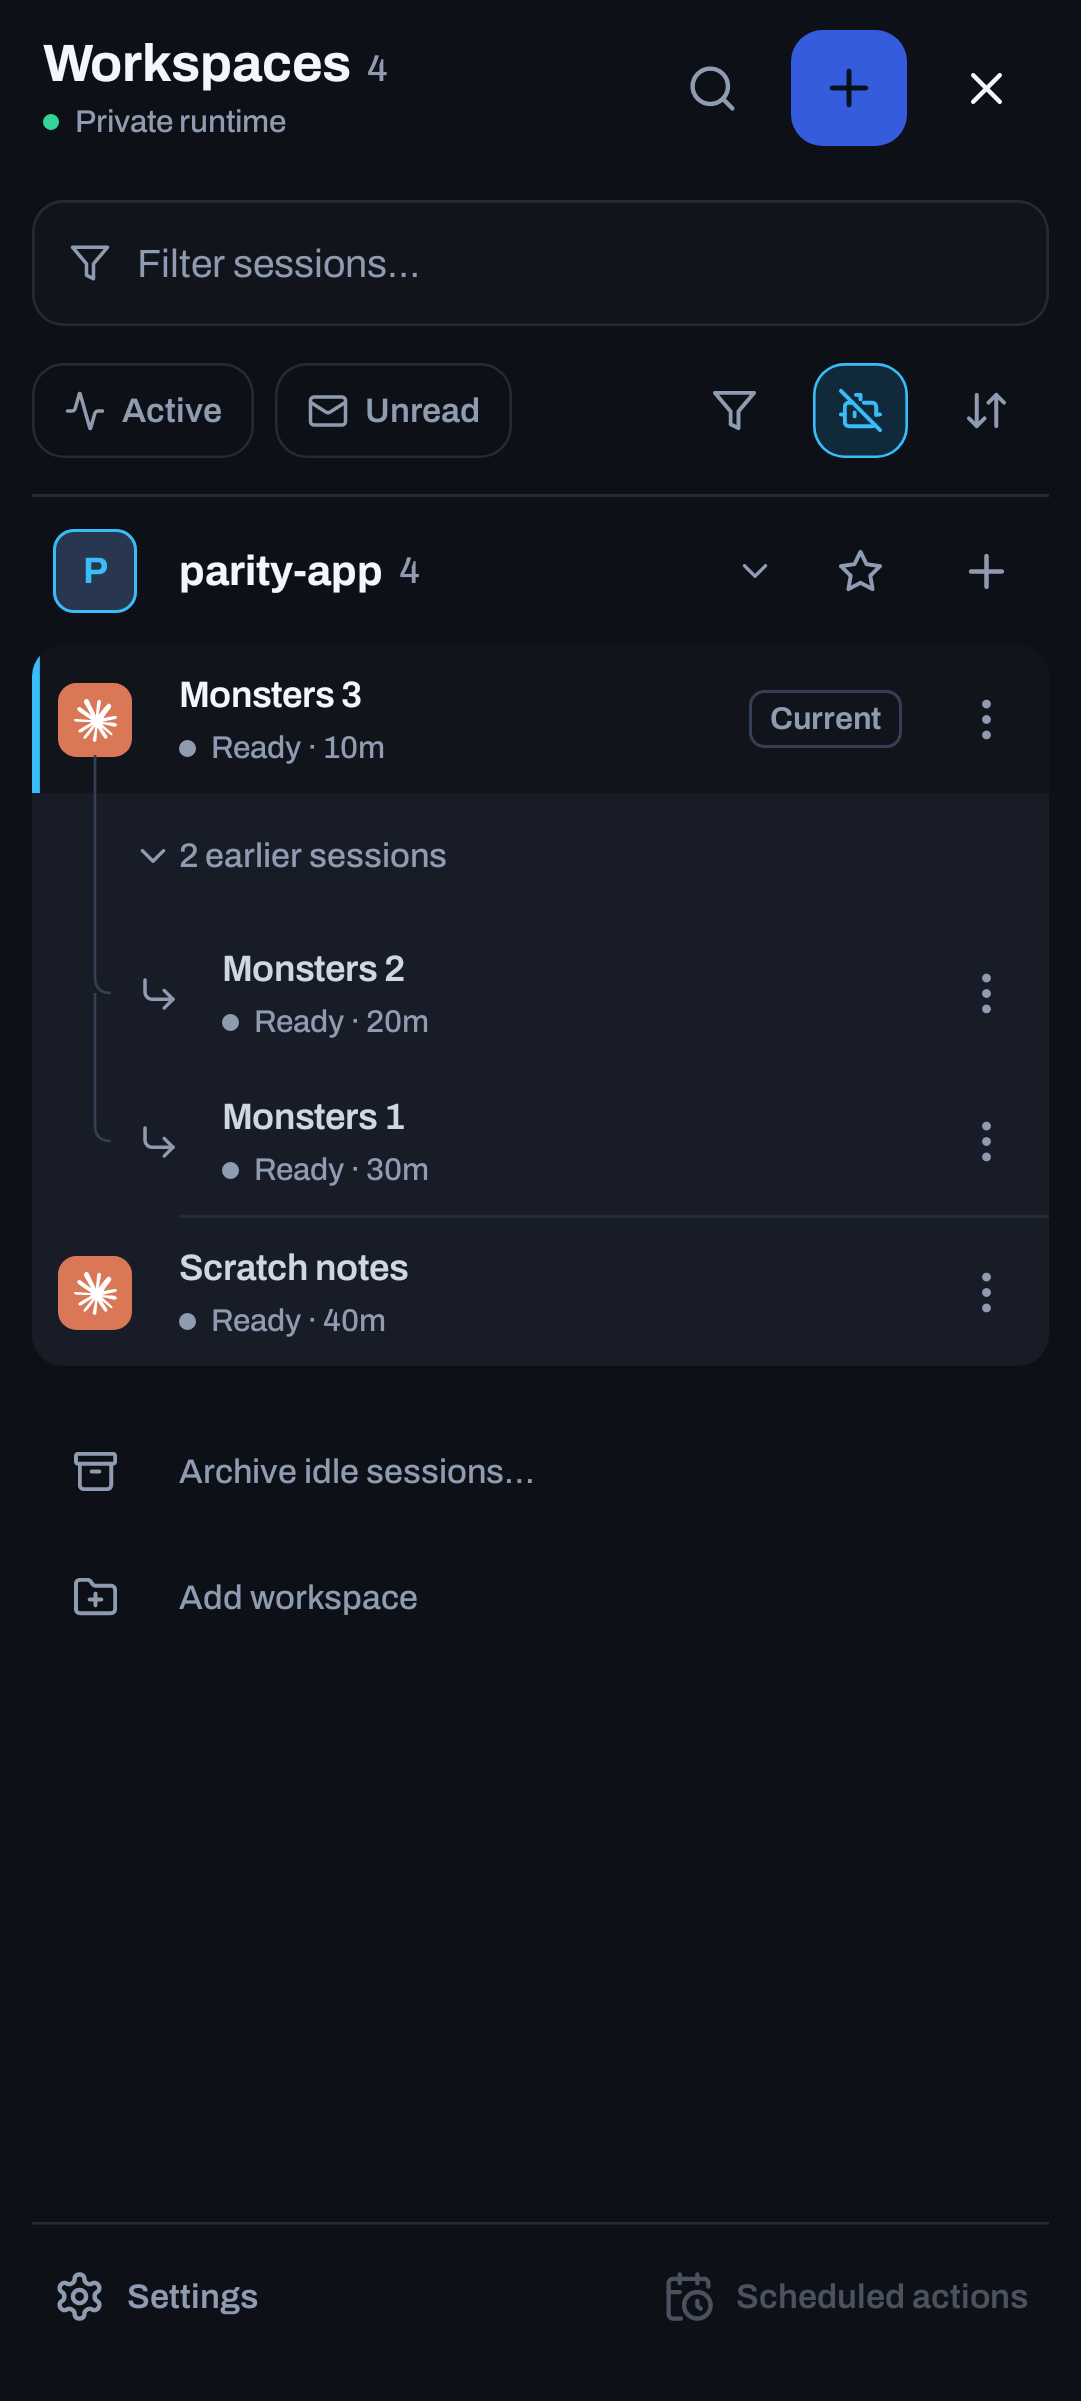 Workspaces 4
Private runtime
Filter sessions...
Active
Unread
P
parity-app 4
Monsters 3
Ready · 10m
Current
2 earlier sessions
Monsters 2
Ready · 20m
Monsters 1
Ready · 30m
Scratch notes
Ready · 40m
Archive idle sessions...
Add workspace
Settings
Scheduled actions